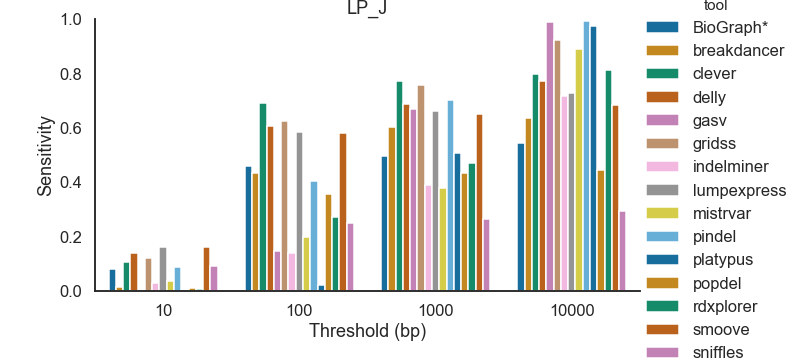 LP_J
tool
1.0
0.8
0.6
0.4
0.2
0.0
Sensitivity
10
100
1000
10000
Threshold (bp)
BioGraph*
breakdancer
clever
delly
gasv
gridss
indelminer
lumpexpress
mistrvar
pindel
platypus
popdel
rdxplorer
smoove
sniffles